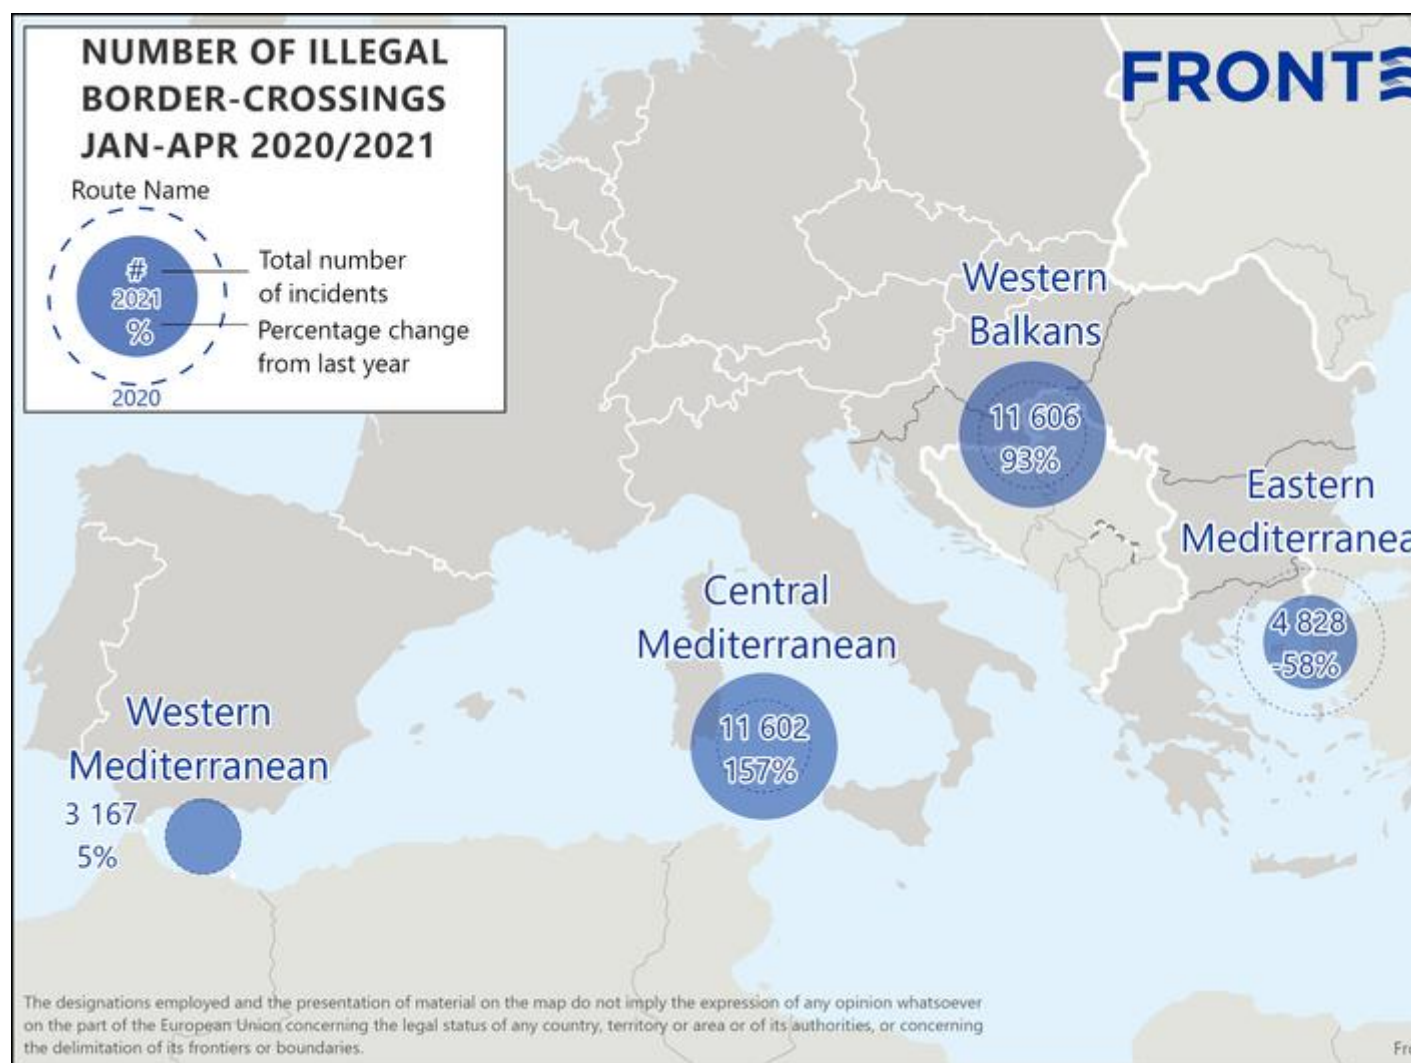 NUMBER OF ILLEGAL
BORDER-CROSSINGS
JAN-APR 2020/2021
Route Name
#
2021
%
2020
Total number
of incidents
Percentage change
from last year
FRONTE
Western
Balkans
11 606
93%
Eastern
Mediterranea
4 828
-58%
Central
Mediterranean
11 602
157%
Western
Mediterranean
3 167
5%
The designations employed and the presentation of material on the map do not imply the expression of any opinion whatsoever
on the part of the European Union concerning the legal status of any country, territory or area or of its authorities, or concerning
the delimitation of its frontiers or boundaries.
Fr